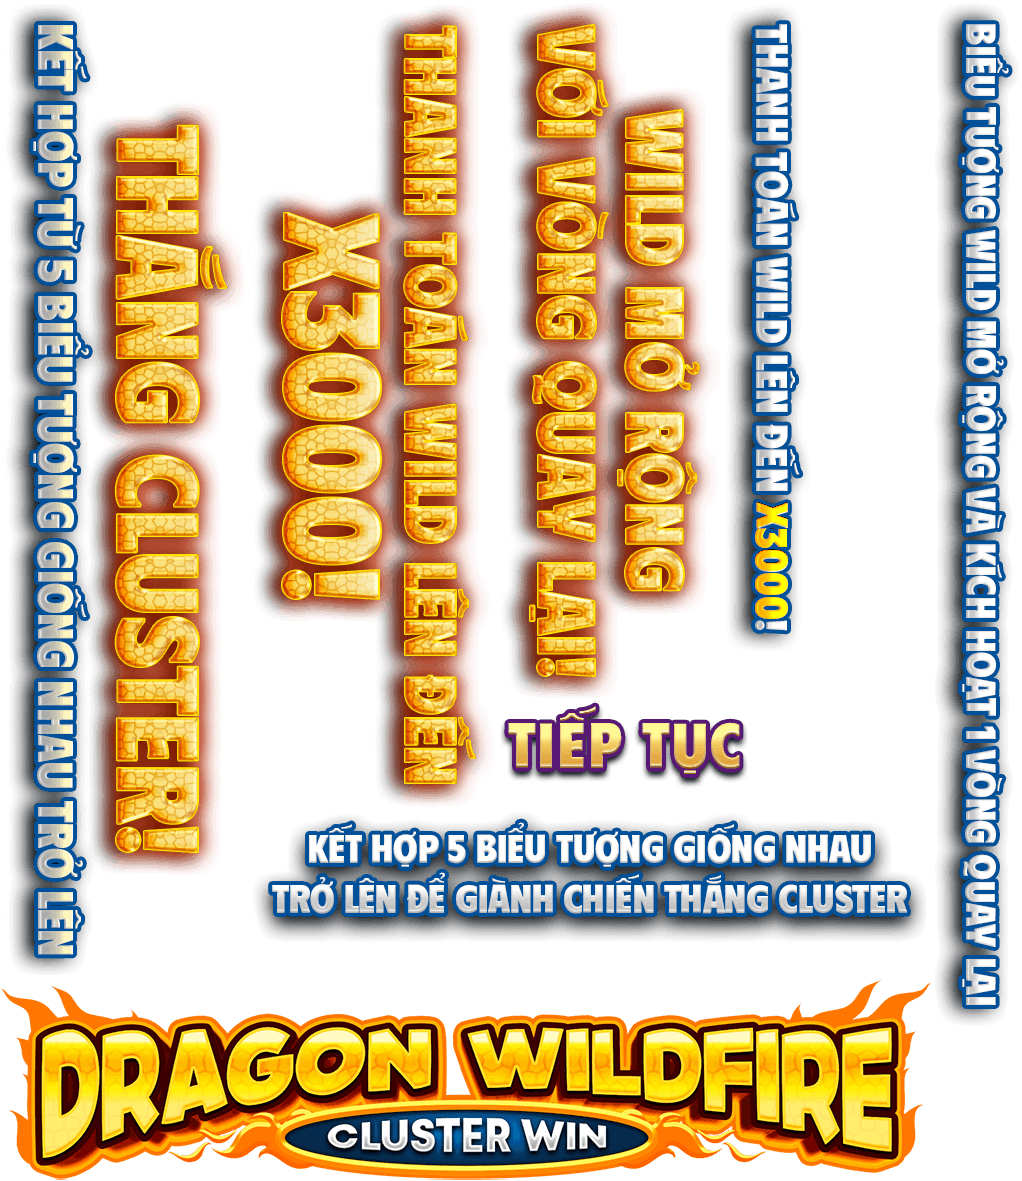 KẾT HỢP TỪ 5 BIỂU TƯỢNG GIỐNG NHAU TRỞ LÊN
THẮNG CLUSTER!
THANH TOÁN WILD LÊN ĐẾN
X3000!
WILD MỞ RỘNG
VỚI VÒNG QUAY LẠI!
THANH TOÁN WILD LÊN ĐẾN X3000!
BIỂU TƯỢNG WILD MỞ RỘNG VÀ KÍCH HOẠT 1 VÒNG QUAY LẠI
TIẾP TỤC
KẾT HỢP 5 BIỂU TƯỢNG GIỐNG NHAU
TRỞ LÊN ĐỂ GIÀNH CHIẾN THẮNG CLUSTER
DRAGON WILDFIRE
CLUSTER WIN